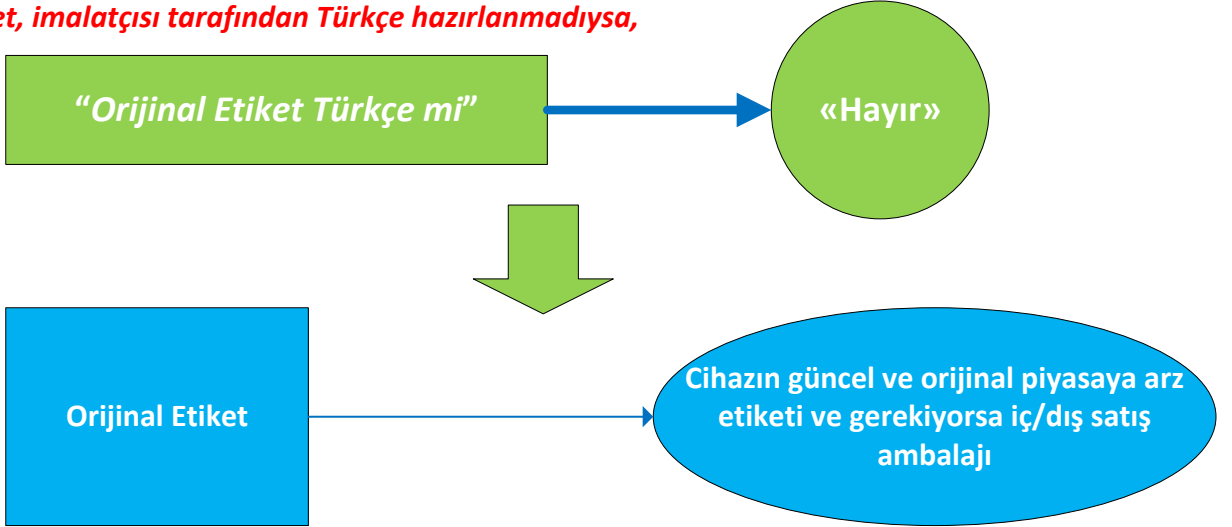 et, imalatçısı tarafından Türkçe hazırlanmadıysa,
“Orijinal Etiket Türkçe mi”
«Hayır»
Orijinal Etiket
Cihazın güncel ve orijinal piyasaya arz
etiketi ve gerekiyorsa iç/dış satış
ambalajı